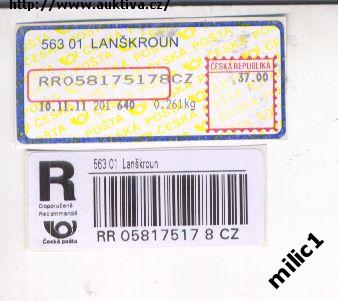 http://www.auktiva.cz/
563 01 LANŠKROUN
ČESKÁ REPUBLIKA
37.00
RR058175178CZ
10.11.11 201 640 0.261kg
R
563 01 Lanškroun
Doporučeně
Recommandé
Česká pošta
RR 05817517 8 CZ
milic1